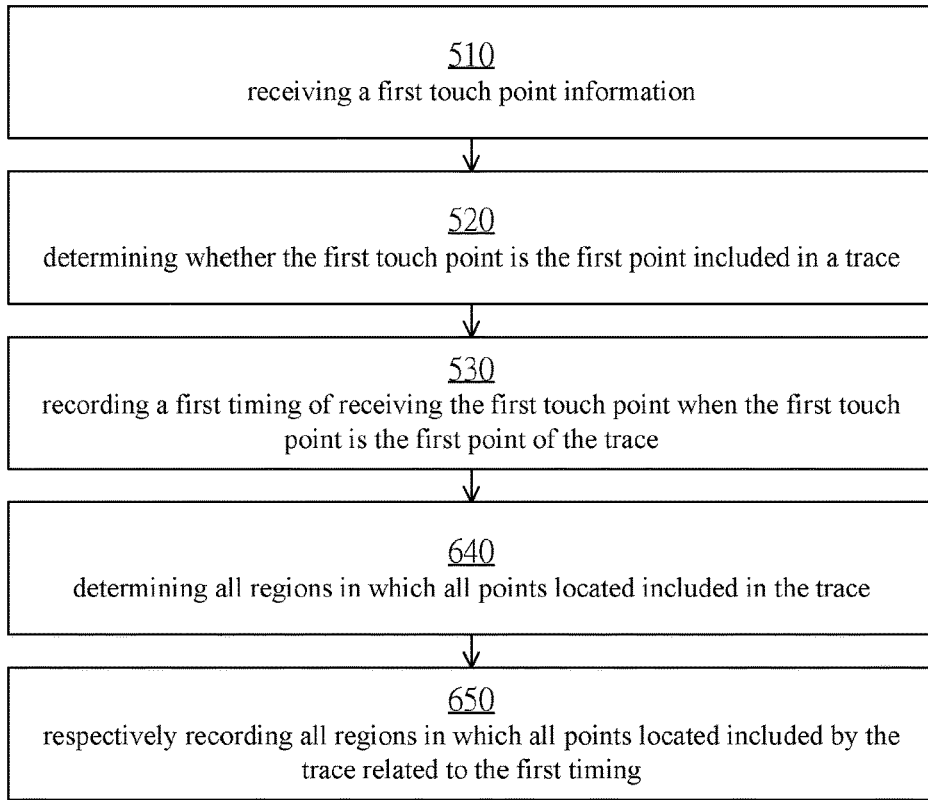 510
receiving a first touch point information
520
determining whether the first touch point is the first point included in a trace
530
recording a first timing of receiving the first touch point when the first touch
point is the first point of the trace
640
determining all regions in which all points located included in the trace
650
respectively recording all regions in which all points located included by the
trace related to the first timing